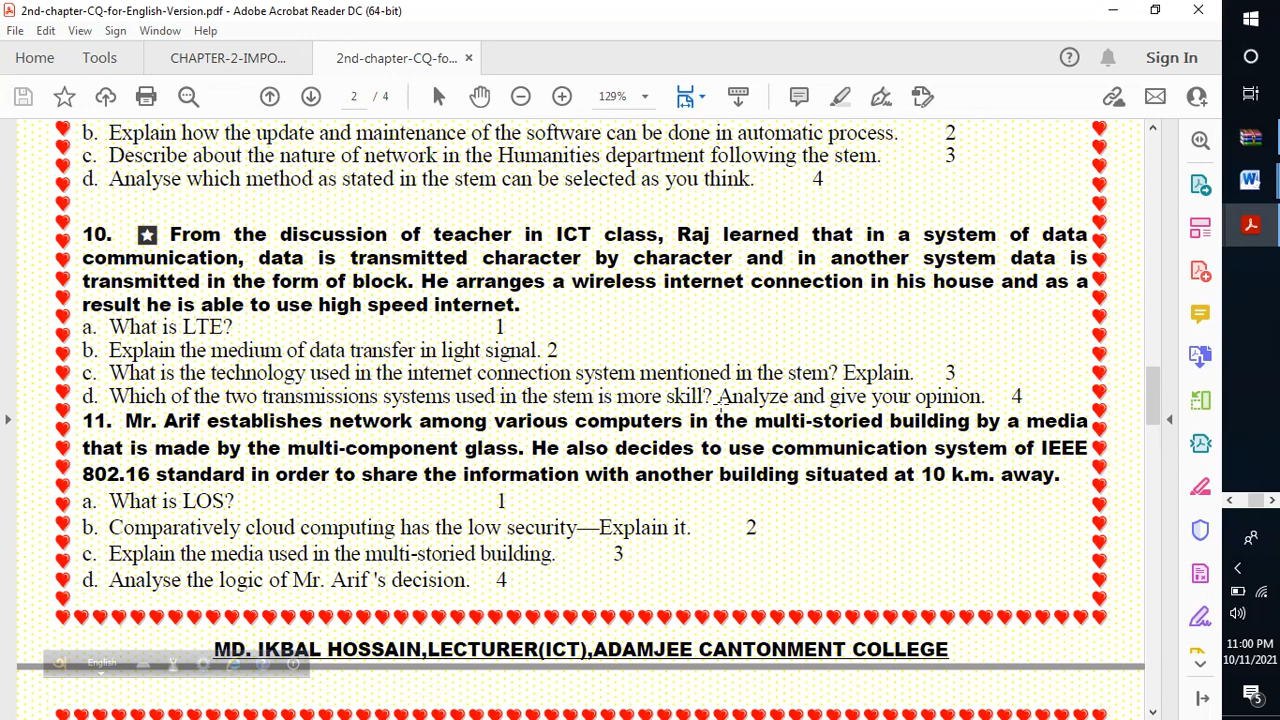 2nd-chapter-CQ-for-English-Version.pdf - Adobe Acrobat Reader DC (64-bit)
File Edit View Sign Window Help
Home Tools CHAPTER-2-IMPO... 2nd-chapter-CQ-fo... × Sign In
2 / 4 129%
b. Explain how the update and maintenance of the software can be done in automatic process. 2
c. Describe about the nature of network in the Humanities department following the stem. 3
d. Analyse which method as stated in the stem can be selected as you think. 4
10. From the discussion of teacher in ICT class, Raj learned that in a system of data
communication, data is transmitted character by character and in another system data is
transmitted in the form of block. He arranges a wireless internet connection in his house and as a
result he is able to use high speed internet.
a. What is LTE? 1
b. Explain the medium of data transfer in light signal. 2
c. What is the technology used in the internet connection system mentioned in the stem? Explain. 3
d. Which of the two transmissions systems used in the stem is more skill? Analyze and give your opinion. 4
11. Mr. Arif establishes network among various computers in the multi-storied building by a media
that is made by the multi-component glass. He also decides to use communication system of IEEE
802.16 standard in order to share the information with another building situated at 10 k.m. away.
a. What is LOS? 1
b. Comparatively cloud computing has the low security—Explain it. 2
c. Explain the media used in the multi-storied building. 3
d. Analyse the logic of Mr. Arif 's decision. 4
MD. IKBAL HOSSAIN,LECTURER(ICT),ADAMJEE CANTONMENT COLLEGE
English
11:00 PM
10/11/2021
5